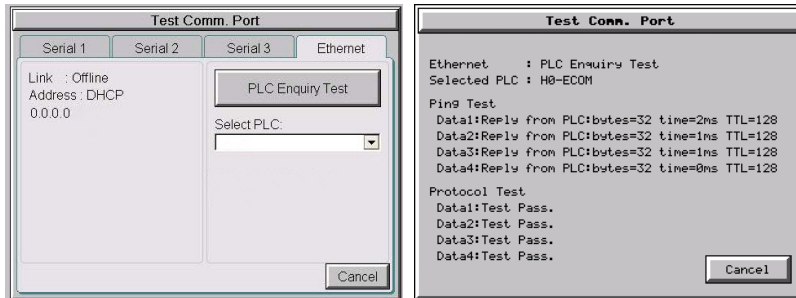 Test Comm. Port
Serial 1 Serial 2 Serial 3 Ethernet
Link : Offline
Address : DHCP
0.0.0.0
PLC Enquiry Test
Select PLC:
Cancel
Test Comm. Port
Ethernet : PLC Enquiry Test
Selected PLC : H0-ECOM
Ping Test
Data1:Reply from PLC:bytes=32 time=2ms TTL=128
Data2:Reply from PLC:bytes=32 time=1ms TTL=128
Data3:Reply from PLC:bytes=32 time=1ms TTL=128
Data4:Reply from PLC:bytes=32 time=0ms TTL=128
Protocol Test
Data1:Test Pass.
Data2:Test Pass.
Data3:Test Pass.
Data4:Test Pass.
Cancel